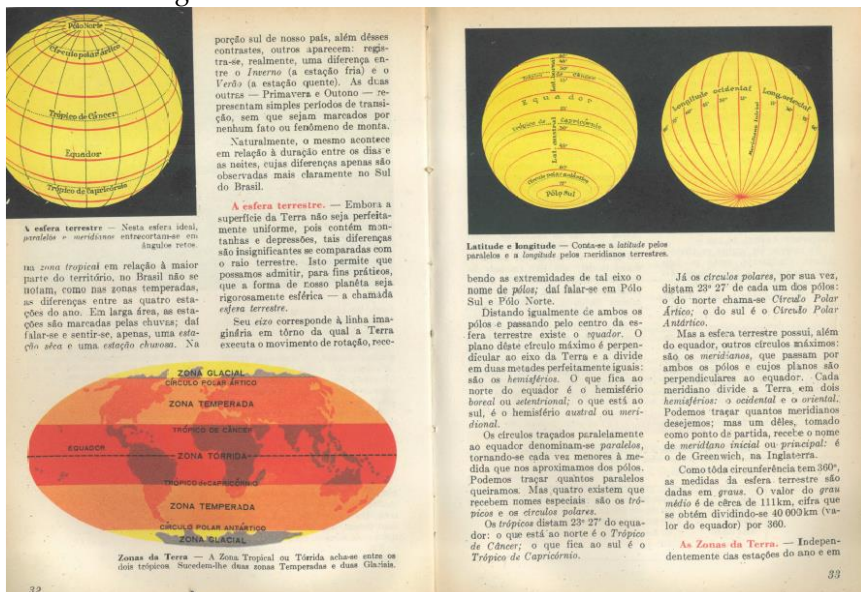 Pólo Norte
Círculo polar ártico
Trópico de Câncer
Equador
Trópico de Capricórnio
A esfera terrestre — Nesta esfera ideal,
paralelos e meridianos entrecortam-se em
ângulos retos.
na zona tropical em relação à maior
parte do território, no Brasil não se
notam, como nas zonas temperadas,
as diferenças entre as quatro esta-
ções do ano. Em larga área, as esta-
ções são marcadas pelas chuvas; daí
falar-se e sentir-se, apenas, uma esta-
ção sêca e uma estação chuvosa. Na
porção sul de nosso país, além dêsses
contrastes, outros aparecem: regis-
tra-se, realmente, uma diferença en-
tre o Inverno (a estação fria) e o
Verão (a estação quente). As duas
outras — Primavera e Outono — re-
presentam simples períodos de transi-
ção, sem que sejam marcados por
nenhum fato ou fenômeno de monta.
Naturalmente, o mesmo acontece
em relação à duração entre os dias e
as noites, cujas diferenças apenas são
observadas mais claramente no Sul
do Brasil.
A esfera terrestre. — Embora a
superfície da Terra não seja perfeita-
mente uniforme, pois contém mon-
tanhas e depressões, tais diferenças
são insignificantes se comparadas com
o raio terrestre. Isto permite que
possamos admitir, para fins práticos,
que a forma de nosso planêta seja
rigorosamente esférica — a chamada
esfera terrestre.
Seu eixo corresponde à linha ima-
ginária em tôrno da qual a Terra
executa o movimento de rotação, rece-
ZONA GLACIAL
CÍRCULO POLAR ÁRTICO
ZONA TEMPERADA
TRÓPICO DE CÂNCER
EQUADOR
ZONA TORRIDA
TROPICO de CAPRICÓRNIO
ZONA TEMPERADA
CÍRCULO POLAR ANTÁRTICO
ZONA GLACIAL
Zonas da Terra — A Zona Tropical ou Tórrida acha-se entre os
dois trópicos Sucedem-lhe duas zonas Temperadas e duas Glaciais.
32
Lat. boreal
Trópico de Câncer
Equador
Trópico de Capricórnio
Lat. austral
Círculo polar antártico
Pólo Sul
Longitude ocidental
Long. oriental
Meridiano Inicial
Latitude e longitude — Conta-se a latitude pelos
paralelos e a longitude pelos meridianos terrestres.
bendo as extremidades de tal eixo o
nome de pólos; daí falar-se em Pólo
Sul e Pólo Norte.
Distando igualmente de ambos os
pólos e passando pelo centro da es-
fera terrestre existe o equador. O
plano dêste círculo máximo é perpen-
dicular ao eixo da Terra e a divide
em duas metades perfeitamente iguais:
são os hemisférios. O que fica ao
norte do equador é o hemisfério
boreal ou setentrional; o que está ao
sul, é o hemisfério austral ou meri-
dional.
Os círculos traçados paralelamente
ao equador denominam-se paralelos,
tornando-se cada vez menores à me-
dida que nos aproximamos dos pólos.
Podemos traçar quantos paralelos
queiramos. Mas quatro existem que
recebem nomes especiais são os tró-
picos e os círculos polares.
Os trópicos distam 23º 27' do equa-
dor: o que está ao norte é o Trópico
de Câncer; o que fica ao sul é o
Trópico de Capricórnio.
Já os círculos polares, por sua vez,
distam 23º 27' de cada um dos pólos:
o do norte chama-se Círculo Polar
Ártico; o do sul é o Círculo Polar
Antártico.
Mas a esfera terrestre possui, além
do equador, outros círculos máximos:
são os meridianos, que passam por
ambos os pólos e cujos planos são
perpendiculares ao equador. Cada
meridiano divide a Terra em dois
hemisférios: o ocidental e o oriental.
Podemos traçar quantos meridianos
desejemos; mas um dêles, tomado
como ponto de partida, recebe o nome
de meridiano inicial ou principal: é
o de Greenwich, na Inglaterra.
Como tôda circunferência tem 360º,
as medidas da esfera terrestre são
dadas em graus. O valor do grau
médio é de cêrca de 111km, cifra que
se obtém dividindo-se 40 000km (va-
lor do equador) por 360.
As Zonas da Terra. — Indepen-
dentemente das estações do ano e em
33